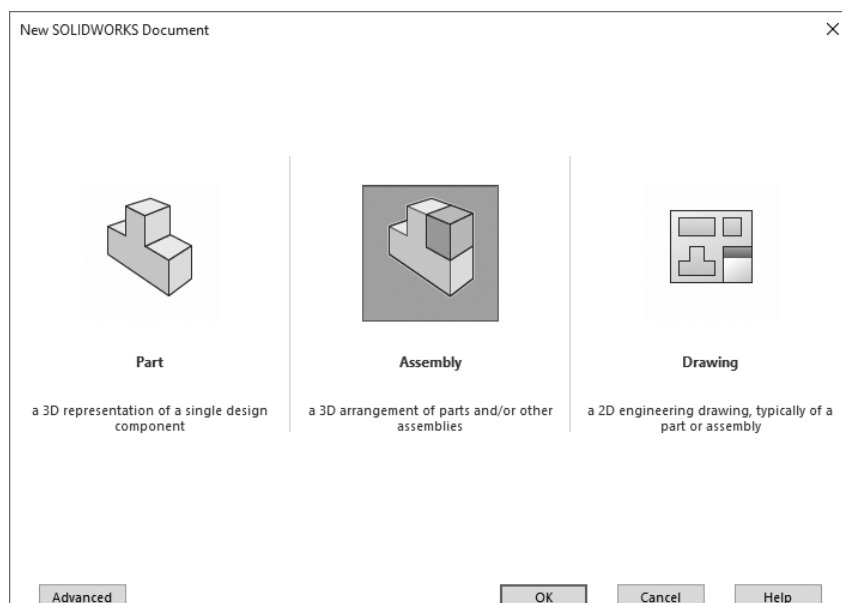 New SOLIDWORKS Document
Part
a 3D representation of a single design
component
Assembly
a 3D arrangement of parts and/or other
assemblies
Drawing
a 2D engineering drawing, typically of a
part or assembly
Advanced
OK
Cancel
Help